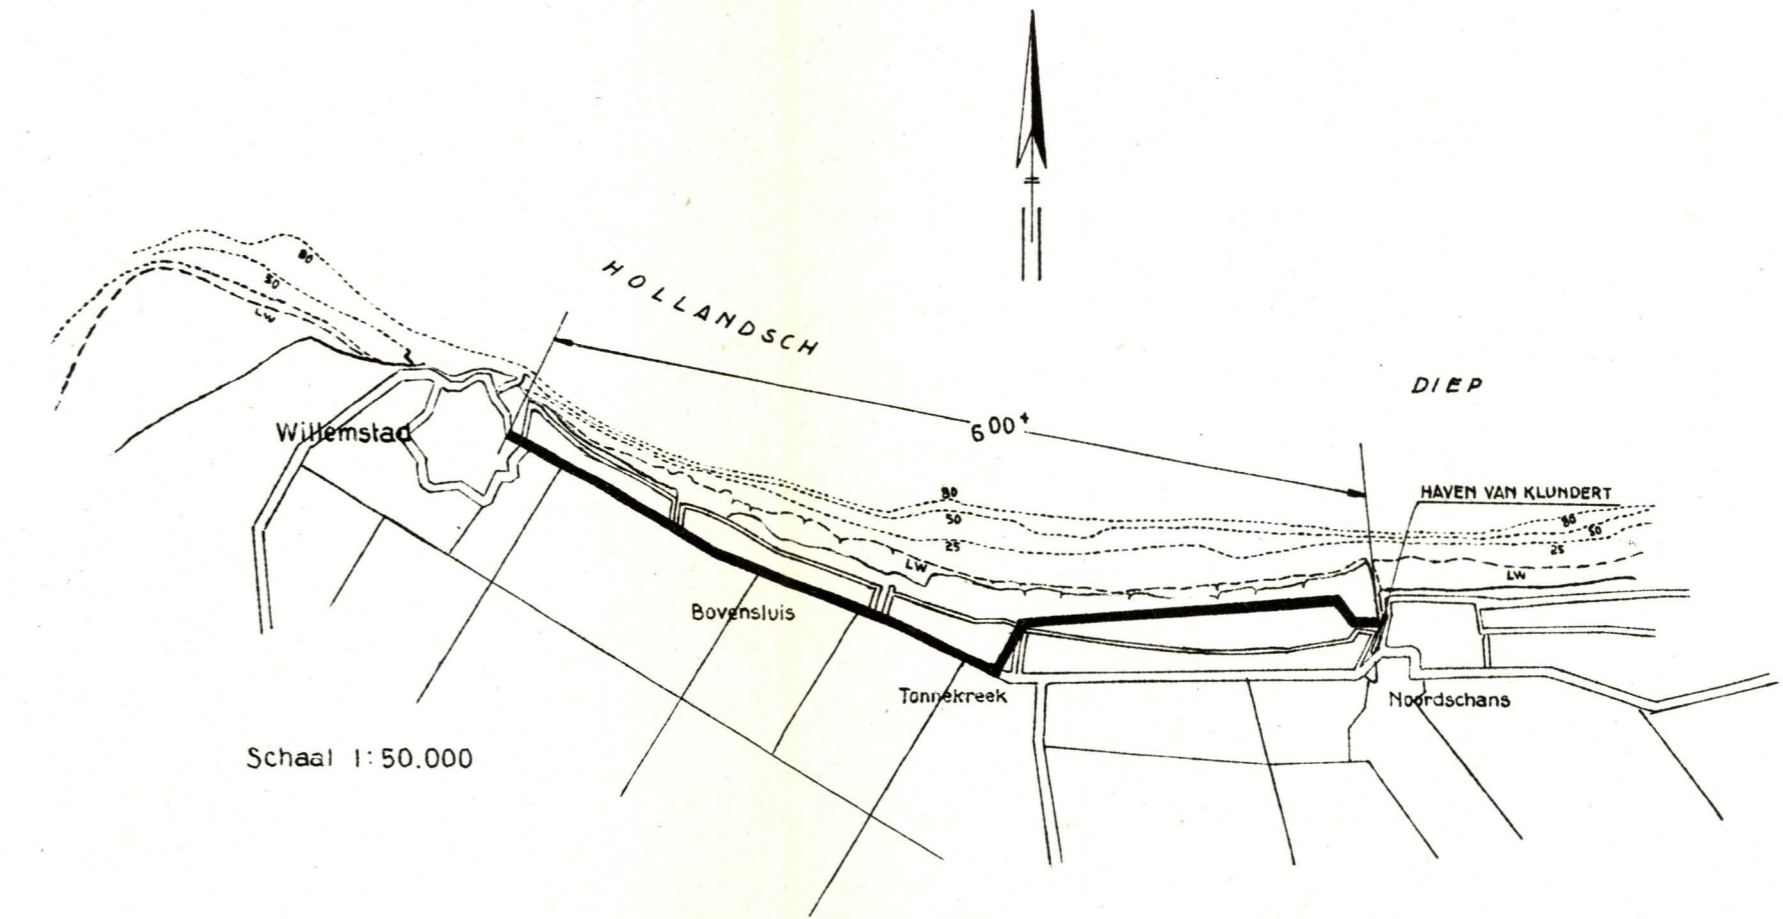 HOLLANDSCH
DIEP
80
50
LW
Willemstad
600+
HAVEN VAN KLUNDERT
80
50
25
LW
80
50
25
LW
Bovensluis
Tonnekreek
Noordschans
Schaal 1:50.000